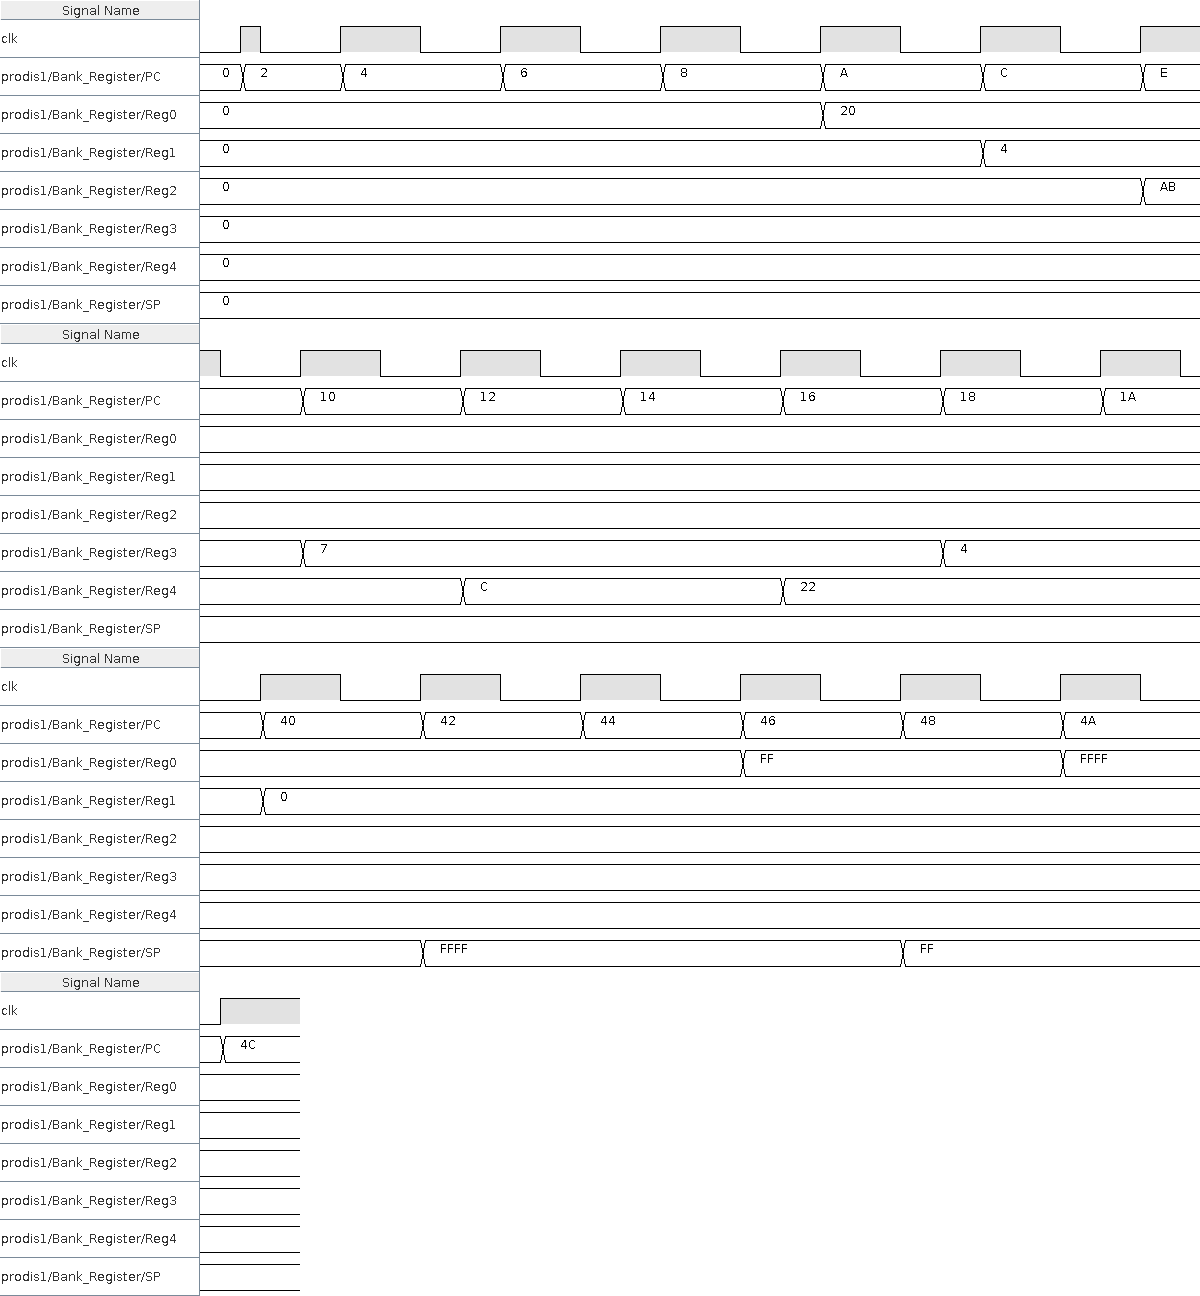 Signal Name
clk
prodis1/Bank_Register/PC 0 2 4 6 8 A C E
prodis1/Bank_Register/Reg0 0 20
prodis1/Bank_Register/Reg1 0 4
prodis1/Bank_Register/Reg2 0 AB
prodis1/Bank_Register/Reg3 0
prodis1/Bank_Register/Reg4 0
prodis1/Bank_Register/SP 0
Signal Name
clk
prodis1/Bank_Register/PC 10 12 14 16 18 1A
prodis1/Bank_Register/Reg0
prodis1/Bank_Register/Reg1
prodis1/Bank_Register/Reg2
prodis1/Bank_Register/Reg3 7 4
prodis1/Bank_Register/Reg4 C 22
prodis1/Bank_Register/SP
Signal Name
clk
prodis1/Bank_Register/PC 40 42 44 46 48 4A
prodis1/Bank_Register/Reg0 FF FFFF
prodis1/Bank_Register/Reg1 0
prodis1/Bank_Register/Reg2
prodis1/Bank_Register/Reg3
prodis1/Bank_Register/Reg4
prodis1/Bank_Register/SP FFFF FF
Signal Name
clk
prodis1/Bank_Register/PC 4C
prodis1/Bank_Register/Reg0
prodis1/Bank_Register/Reg1
prodis1/Bank_Register/Reg2
prodis1/Bank_Register/Reg3
prodis1/Bank_Register/Reg4
prodis1/Bank_Register/SP